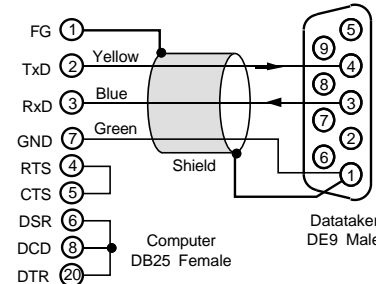 FG 1
TxD 2 Yellow
RxD 3 Blue
GND 7 Green
RTS 4
CTS 5
DSR 6
DCD 8
DTR 20
Shield
Computer
DB25 Female
5
9
4
8
3
7
2
6
1
Datataker
DE9 Male